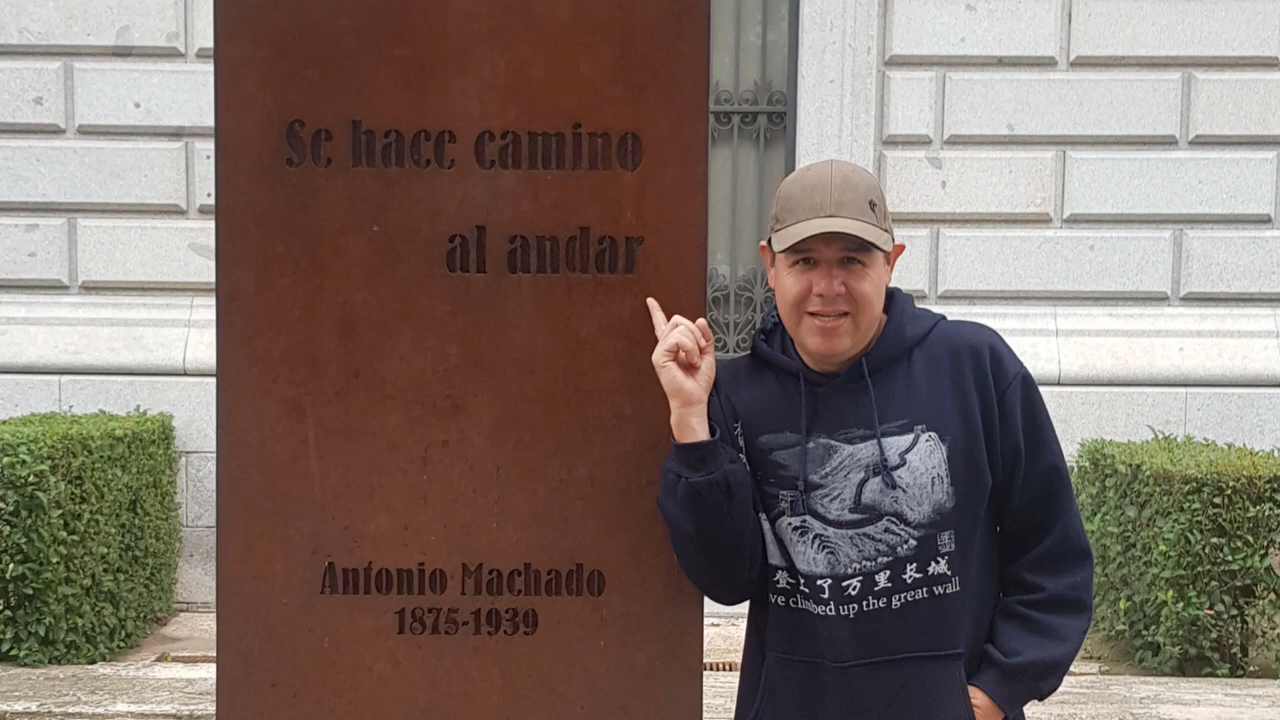 Se hace camino
al andar
Antonio Machado
1875-1939
登上了万里长城
ve climbed up the great wall